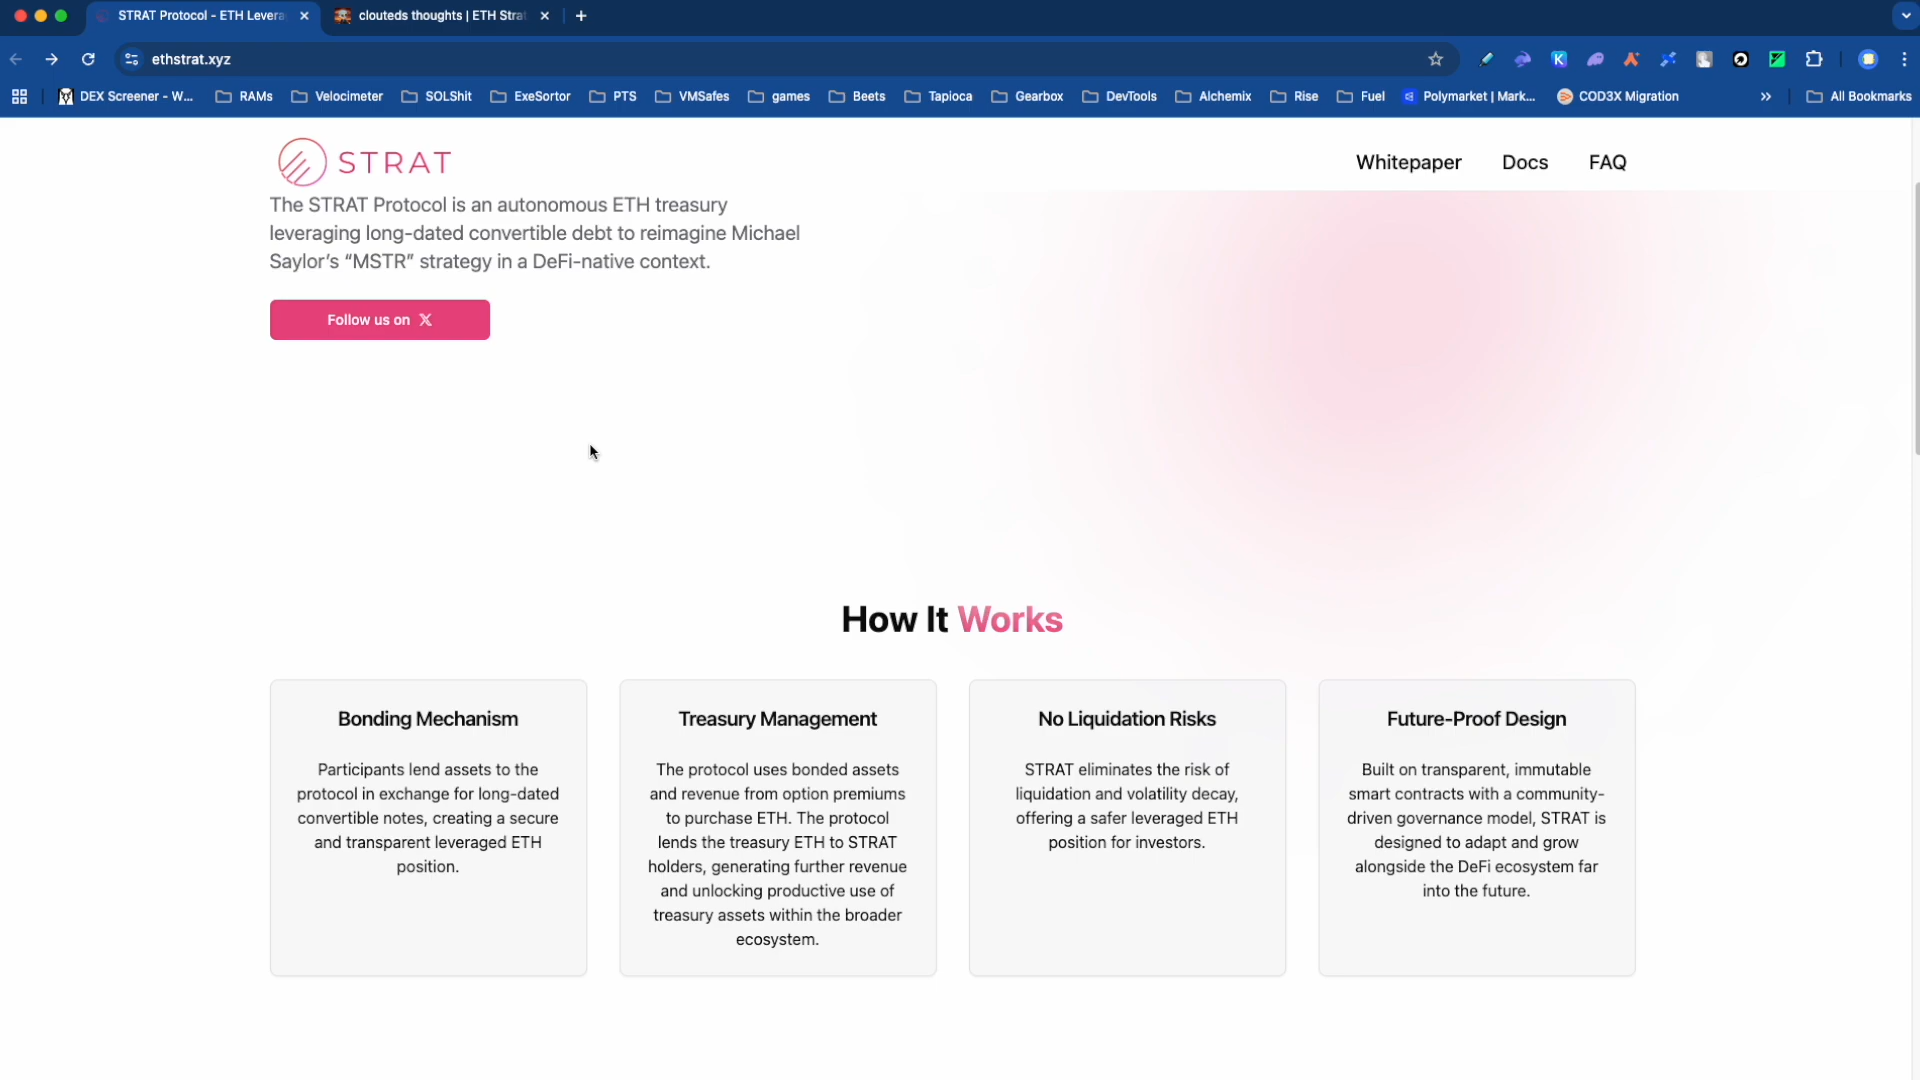 STRAT Protocol - ETH Levera
clouteds thoughts | ETH Strat
ethstrat.xyz
DEX Screener - W...
RAMs
Velocimeter
SOLShit
ExeSortor
PTS
VMSafes
games
Beets
Tapioca
Gearbox
DevTools
Alchemix
Rise
Fuel
Polymarket | Mark...
COD3X Migration
All Bookmarks
STRAT
Whitepaper
Docs
FAQ
The STRAT Protocol is an autonomous ETH treasury
leveraging long-dated convertible debt to reimagine Michael
Saylor’s “MSTR” strategy in a DeFi-native context.
Follow us on X
How It Works
Bonding Mechanism
Participants lend assets to the
protocol in exchange for long-dated
convertible notes, creating a secure
and transparent leveraged ETH
position.
Treasury Management
The protocol uses bonded assets
and revenue from option premiums
to purchase ETH. The protocol
lends the treasury ETH to STRAT
holders, generating further revenue
and unlocking productive use of
treasury assets within the broader
ecosystem.
No Liquidation Risks
STRAT eliminates the risk of
liquidation and volatility decay,
offering a safer leveraged ETH
position for investors.
Future-Proof Design
Built on transparent, immutable
smart contracts with a community-
driven governance model, STRAT is
designed to adapt and grow
alongside the DeFi ecosystem far
into the future.